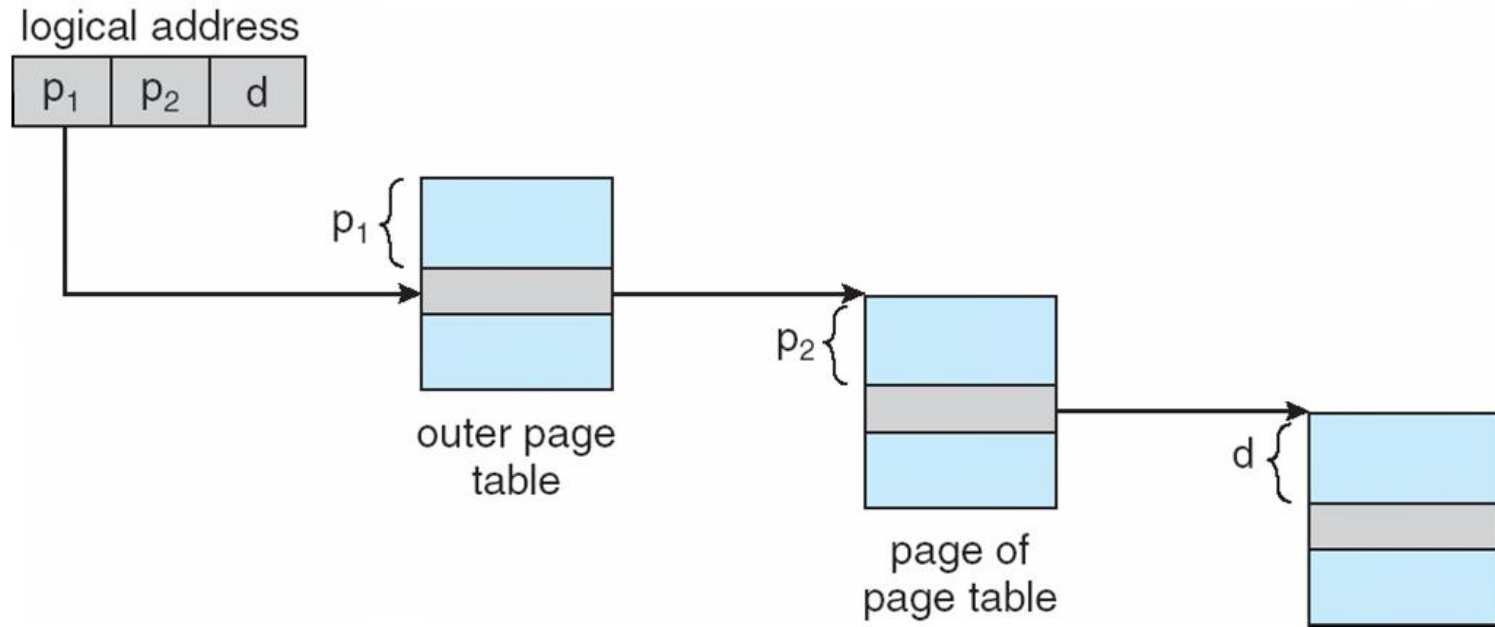 logical address
p₁ p₂ d
p₁
outer page
table
p₂
page of
page table
d